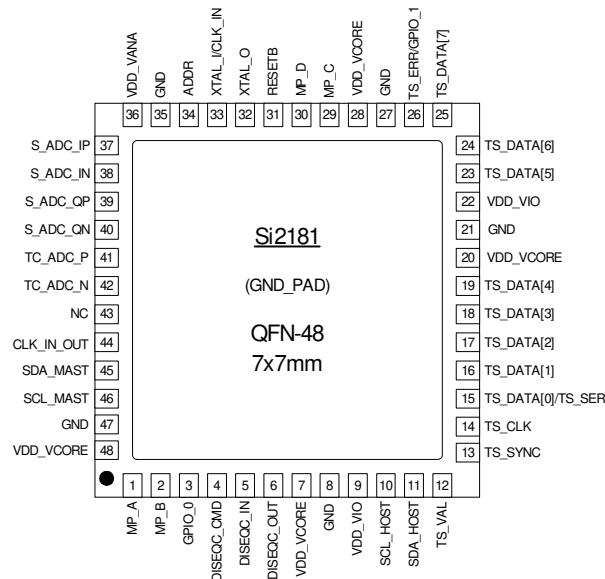 VDD_VANA
GND
ADDR
XTAL_I/CLK_IN
XTAL_O
RESETB
MP_D
MP_C
VDD_VCORE
GND
TS_ERR/GPIO_1
TS_DATA[7]
36 35 34 33 32 31 30 29 28 27 26 25
S_ADC_IP 37
S_ADC_IN 38
S_ADC_QP 39
S_ADC_QN 40
TC_ADC_P 41
TC_ADC_N 42
NC 43
CLK_IN_OUT 44
SDA_MAST 45
SCL_MAST 46
GND 47
VDD_VCORE 48
Si2181
(GND_PAD)
QFN-48
7x7mm
24 TS_DATA[6]
23 TS_DATA[5]
22 VDD_VIO
21 GND
20 VDD_VCORE
19 TS_DATA[4]
18 TS_DATA[3]
17 TS_DATA[2]
16 TS_DATA[1]
15 TS_DATA[0]/TS_SER
14 TS_CLK
13 TS_SYNC
1 2 3 4 5 6 7 8 9 10 11 12
MP_A
MP_B
GPIO_0
DISEQC_CMD
DISEQC_IN
DISEQC_OUT
VDD_VCORE
GND
VDD_VIO
SCL_HOST
SDA_HOST
TS_VAL